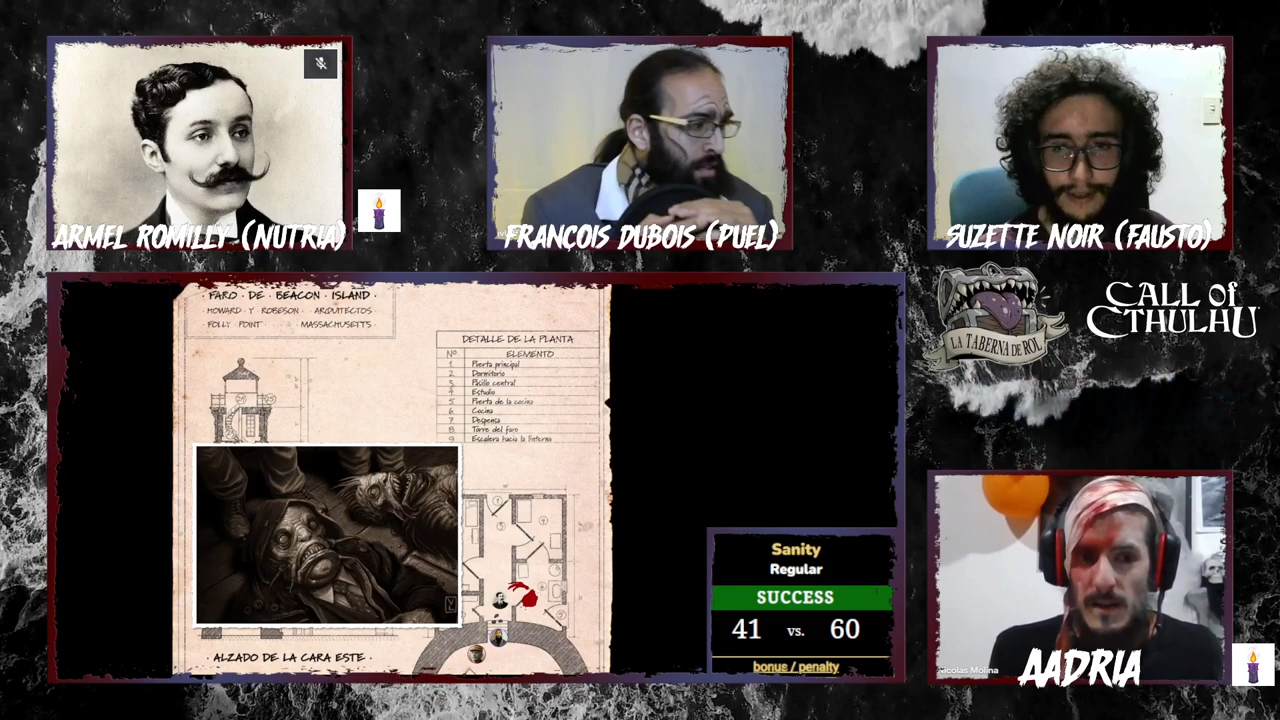 ARMEL ROMILLY (NUTRIA)
FRANÇOIS DUBOIS (PUEL)
SUZETTE NOIR (FAUSTO)
LA TABERNA DE ROL
CALL of
CTHULHU
· FARO · DE · BEACON · ISLAND ·
· HOWARD · Y · ROBESON · ARQUITECTOS ·
· FOLLY · POINT · MASSACHUSETTS ·
DETALLE DE LA PLANTA
Nº ELEMENTO
1 Puerta principal
2 Dormitorio
3 Pasillo central
4 Estudio
5 Puerta de la cocina
6 Cocina
7 Despensa
8 Torre del faro
9 Escalera hacia la linterna
· ALZADO DE LA CARA ESTE ·
Sanity
Regular
SUCCESS
41 vs. 60
bonus / penalty
Nicolas Molina
AADRIA